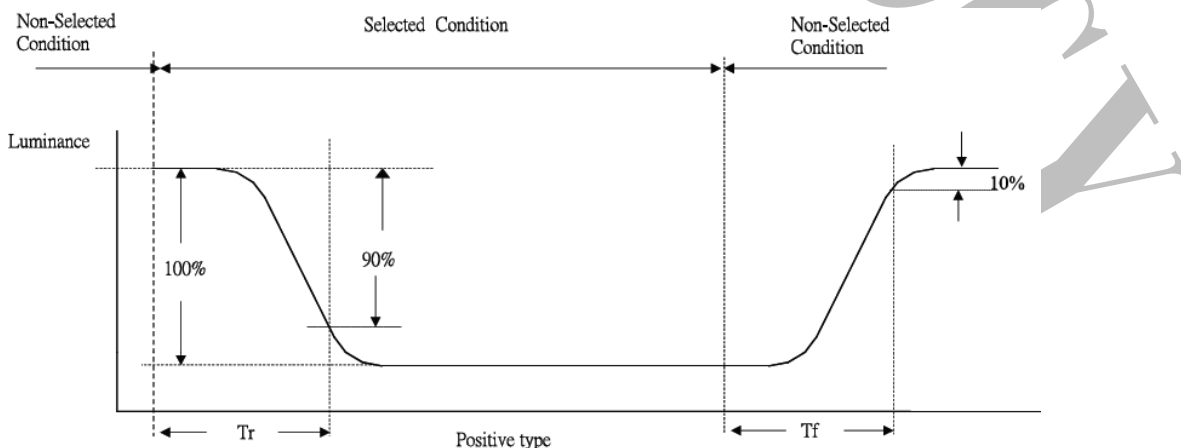 Non-Selected
Condition
Selected Condition
Non-Selected
Condition
Luminance
100%
90%
10%
Tr
Positive type
Tf